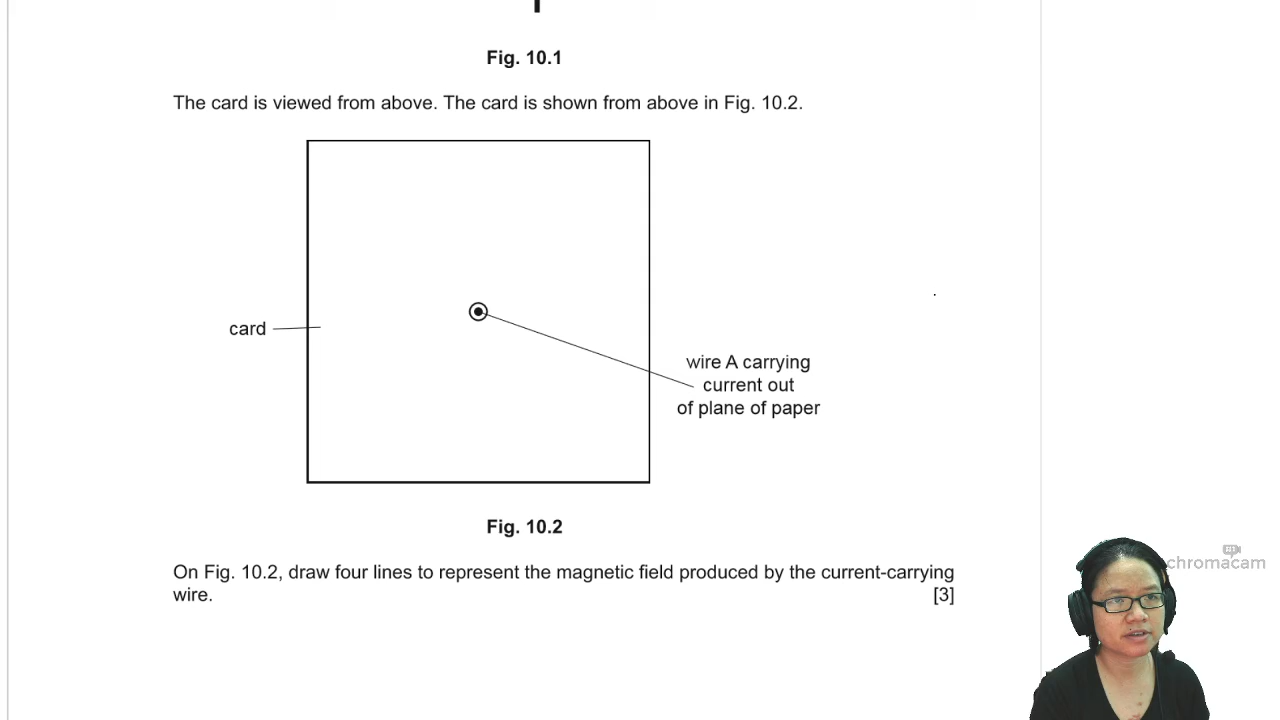 Fig. 10.1
The card is viewed from above. The card is shown from above in Fig. 10.2.
card
wire A carrying
current out
of plane of paper
Fig. 10.2
On Fig. 10.2, draw four lines to represent the magnetic field produced by the current-carrying
wire. [3]
chromacam